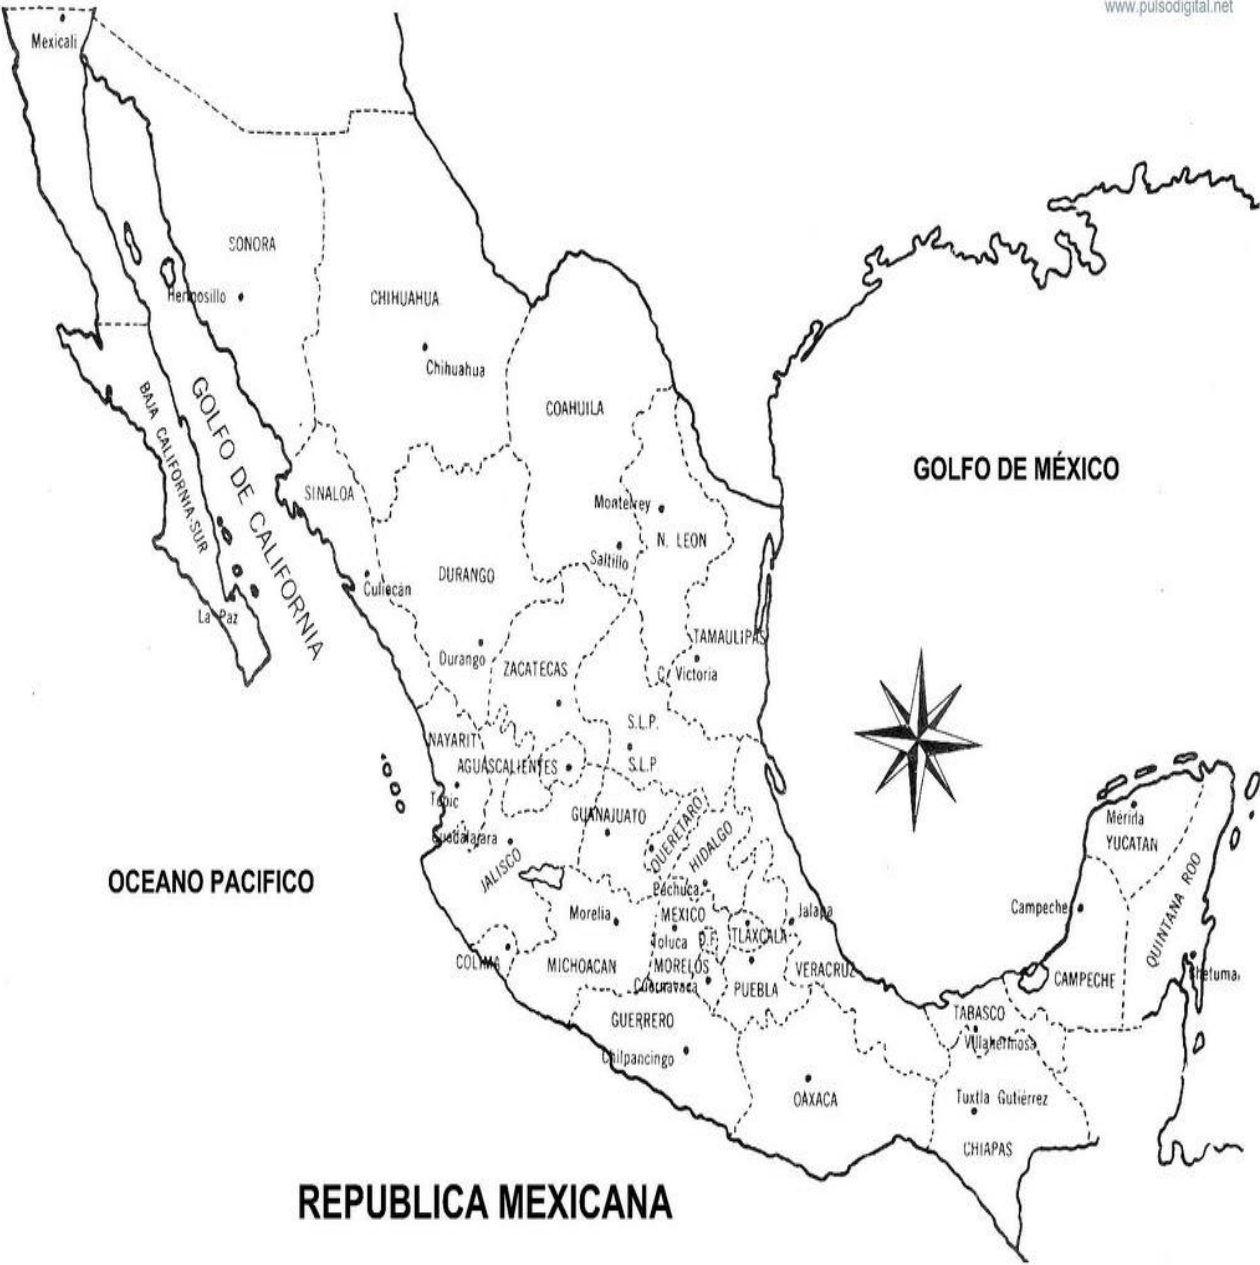 www.pulsodigital.net
Mexicali
SONORA
Hermosillo
CHIHUAHUA
Chihuahua
COAHUILA
BAJA CALIFORNIA-SUR
GOLFO DE CALIFORNIA
GOLFO DE MÉXICO
SINALOA
Monterrey
N. LEON
Saltillo
DURANGO
Culiecán
La Paz
TAMAULIPAS
Durango
ZACATECAS
C. Victoria
S.L.P.
NAYARIT
AGUASCALIENTES
S.L.P
Tepic
GUANAJUATO
QUERETARO
HIDALGO
Mérida
YUCATAN
Guadalajara
JALISCO
OCEANO PACIFICO
Pachuca
QUINTANA ROO
Morelia
MEXICO
Jalapa
Campeche
Toluca
D.F.
TLAXCALA
COLIMA
MICHOACAN
MORELOS
VERACRUZ
Chetumal
Cuernavaca
PUEBLA
CAMPECHE
GUERRERO
TABASCO
Chilpancingo
Villahermosa
OAXACA
Tuxtla Gutiérrez
CHIAPAS
REPUBLICA MEXICANA